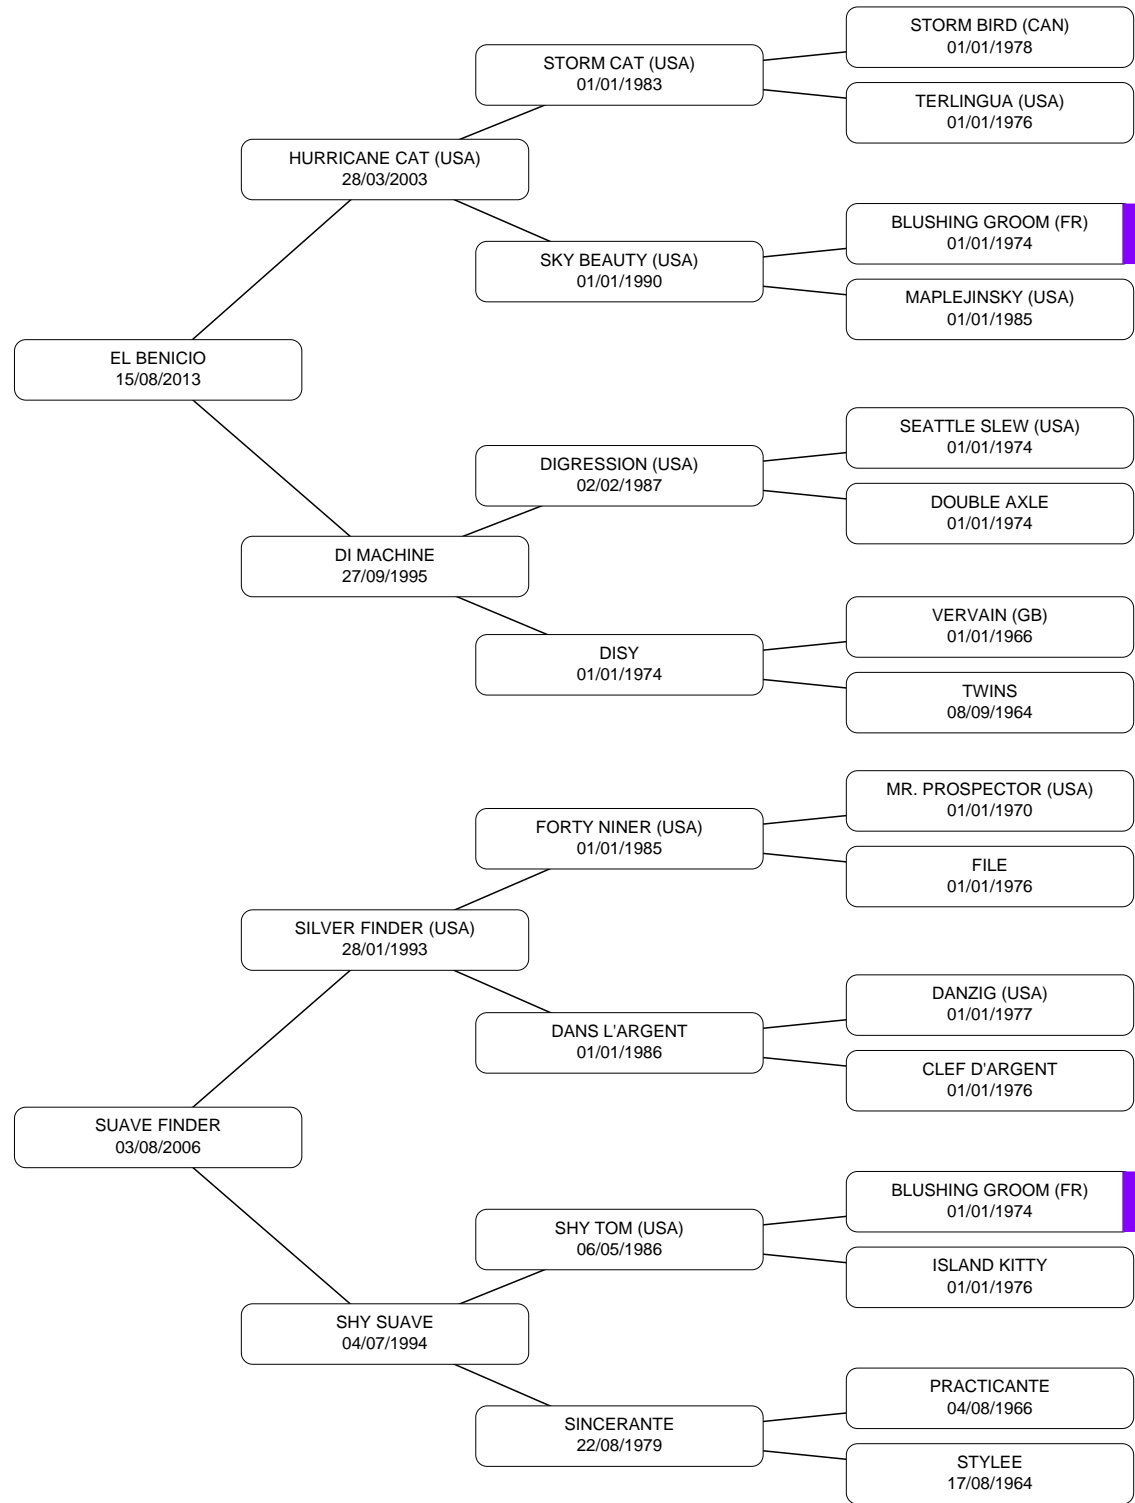 STORM BIRD (CAN)
01/01/1978
STORM CAT (USA)
01/01/1983
TERLINGUA (USA)
01/01/1976
HURRICANE CAT (USA)
28/03/2003
BLUSHING GROOM (FR)
01/01/1974
SKY BEAUTY (USA)
01/01/1990
MAPLEJINSKY (USA)
01/01/1985
EL BENICIO
15/08/2013
SEATTLE SLEW (USA)
01/01/1974
DIGRESSION (USA)
02/02/1987
DOUBLE AXLE
01/01/1974
DI MACHINE
27/09/1995
VERVAIN (GB)
01/01/1966
DISY
01/01/1974
TWINS
08/09/1964
MR. PROSPECTOR (USA)
01/01/1970
FORTY NINER (USA)
01/01/1985
FILE
01/01/1976
SILVER FINDER (USA)
28/01/1993
DANZIG (USA)
01/01/1977
DANS L'ARGENT
01/01/1986
CLEF D'ARGENT
01/01/1976
SUAVE FINDER
03/08/2006
BLUSHING GROOM (FR)
01/01/1974
SHY TOM (USA)
06/05/1986
ISLAND KITTY
01/01/1976
SHY SUAVE
04/07/1994
PRACTICANTE
04/08/1966
SINCERANTE
22/08/1979
STYLEE
17/08/1964